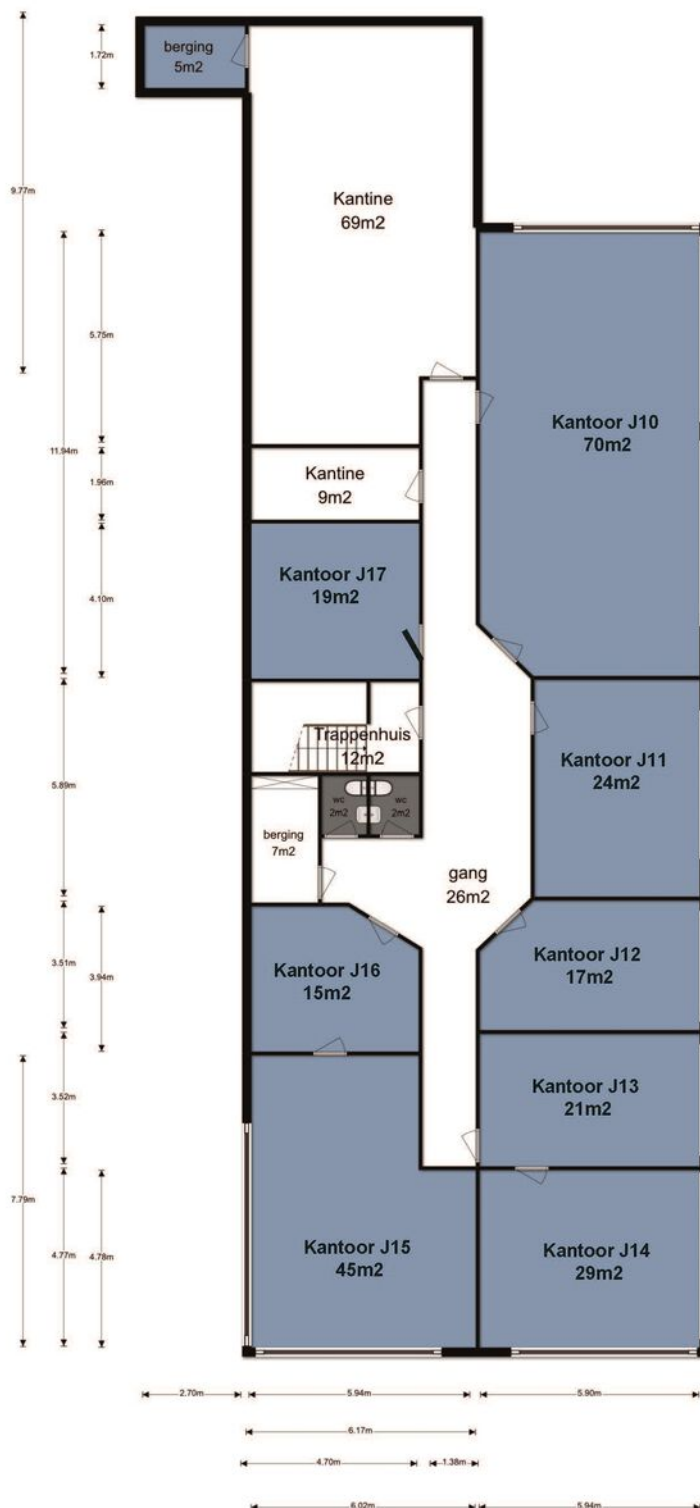 berging
5m2
1.72m
9.77m
Kantine
69m2
5.75m
Kantoor J10
70m2
11.94m
Kantine
9m2
1.96m
Kantoor J17
19m2
4.10m
Trappenhuis
12m2
Kantoor J11
24m2
5.89m
wc
2m2
wc
2m2
berging
7m2
gang
26m2
3.51m
3.94m
Kantoor J16
15m2
Kantoor J12
17m2
3.52m
Kantoor J13
21m2
7.79m
4.77m
4.78m
Kantoor J15
45m2
Kantoor J14
29m2
2.70m
5.94m
5.90m
6.17m
4.70m
1.38m
6.02m
5.94m